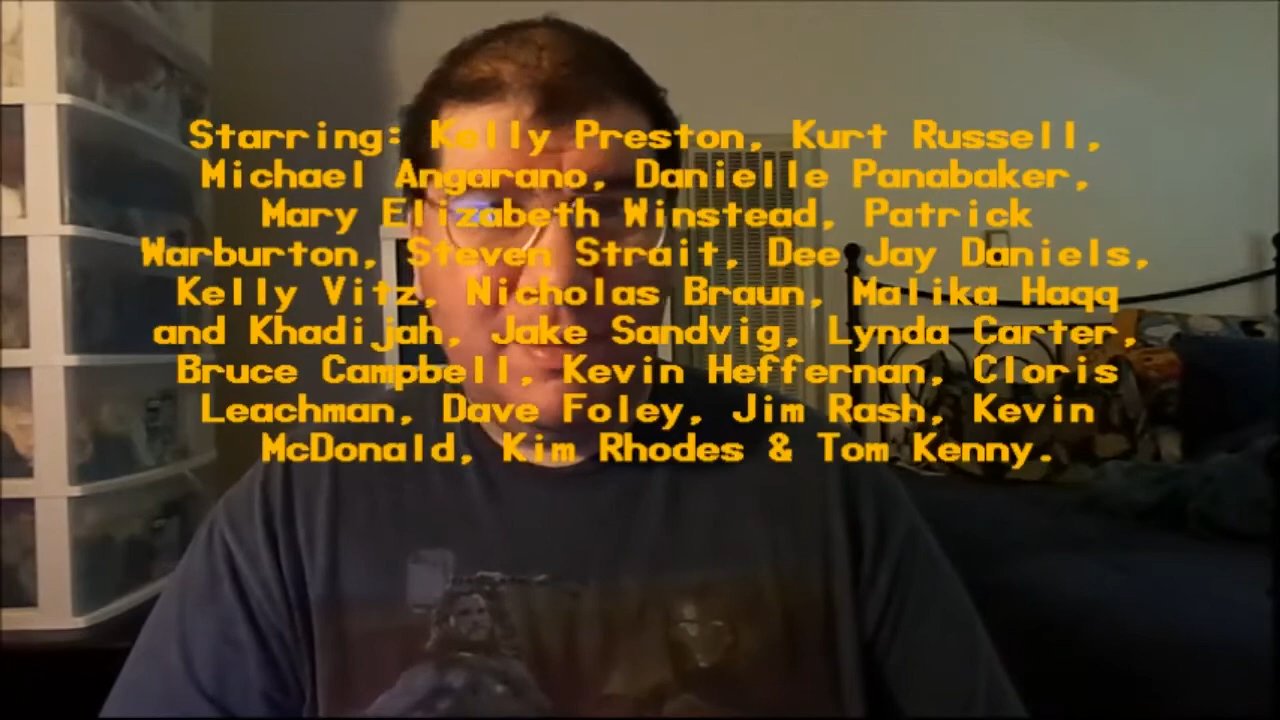 Starring: Kelly Preston, Kurt Russell,
Michael Angarano, Danielle Panabaker,
Mary Elizabeth Winstead, Patrick
Warburton, Steven Strait, Dee Jay Daniels,
Kelly Vitz, Nicholas Braun, Malika Haqq
and Khadijah, Jake Sandvig, Lynda Carter,
Bruce Campbell, Kevin Heffernan, Cloris
Leachman, Dave Foley, Jim Rash, Kevin
McDonald, Kim Rhodes & Tom Kenny.